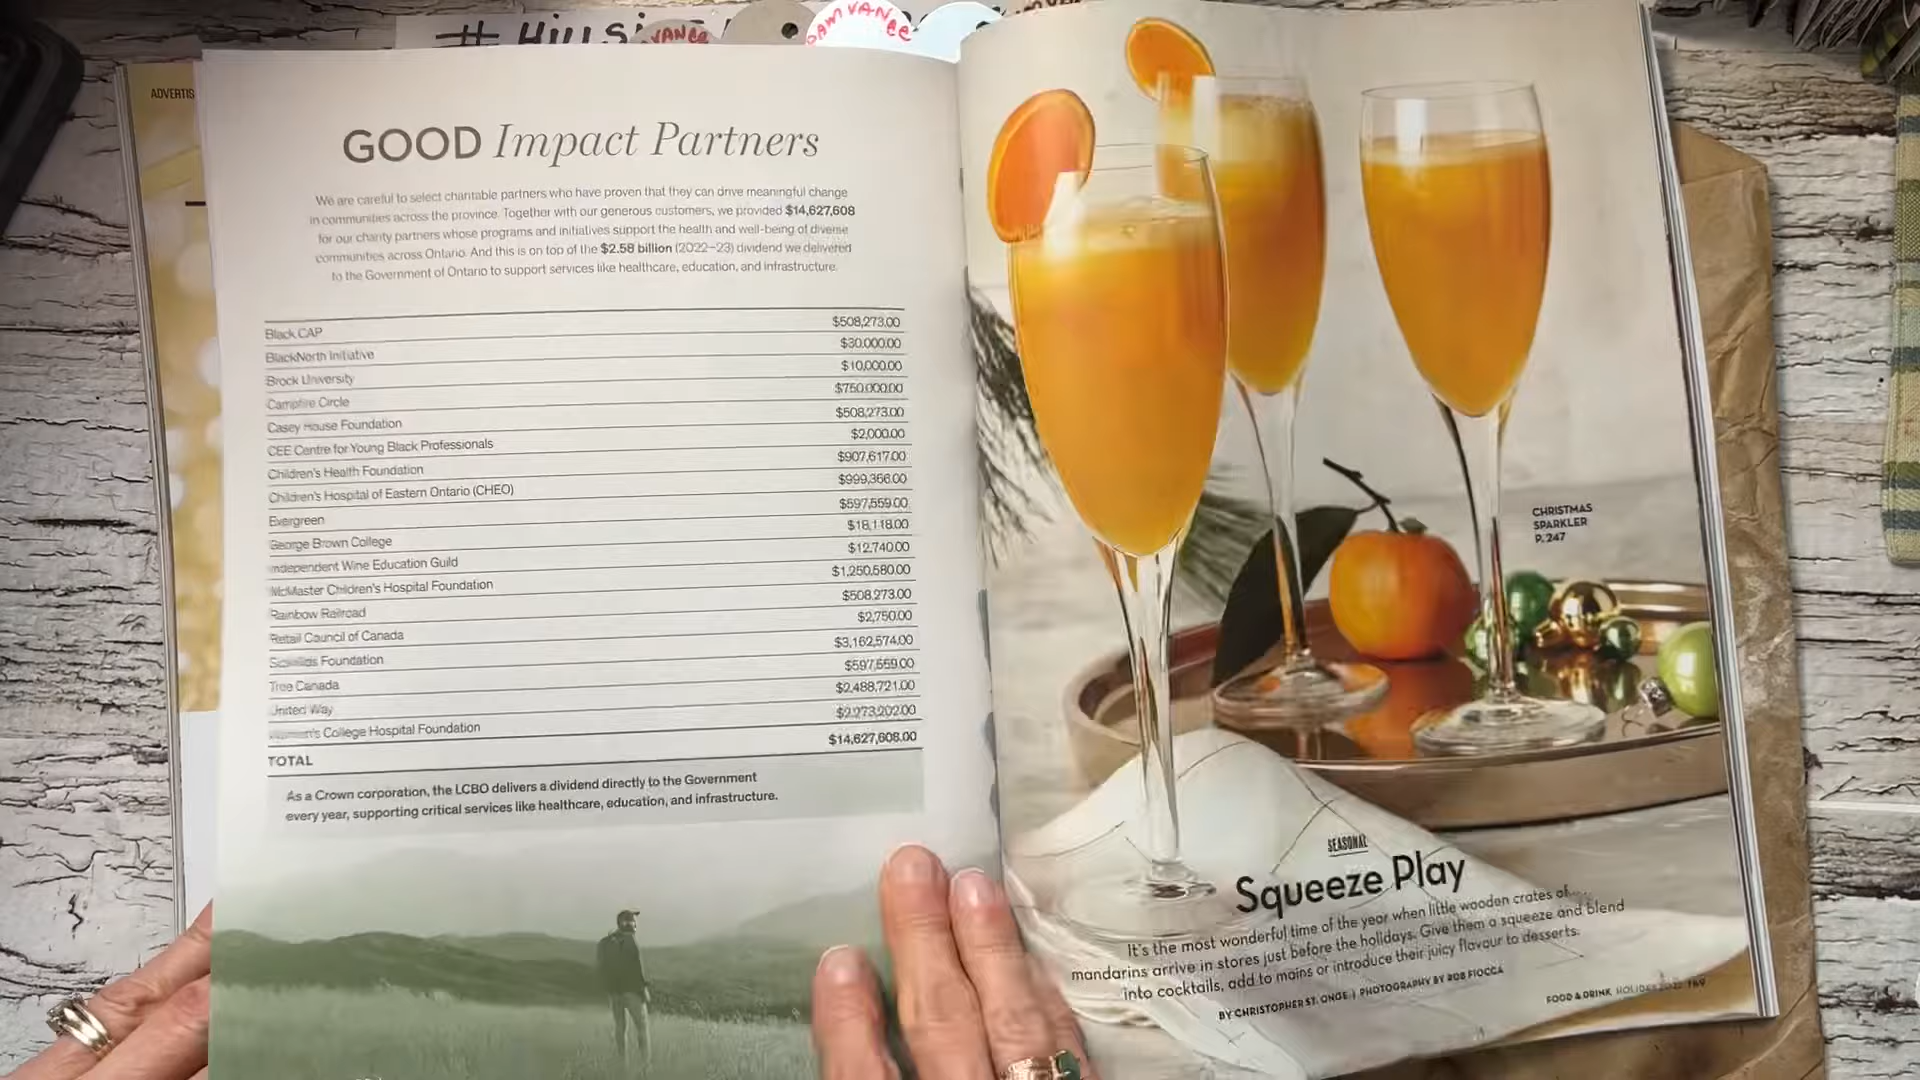 # Hills
VANCE
PAM VANCE
ADVERTIS
GOOD Impact Partners
We are careful to select charitable partners who have proven that they can drive meaningful change
in communities across the province. Together with our generous customers, we provided $14,627,608
for our charity partners whose programs and initiatives support the health and well-being of diverse
communities across Ontario. And this is on top of the $2.58 billion (2022–23) dividend we delivered
to the Government of Ontario to support services like healthcare, education, and infrastructure.
Black CAP $508,273.00
BlackNorth Initiative $30,000.00
Brock University $10,000.00
Campfire Circle $750,000.00
Casey House Foundation $508,273.00
CEE Centre for Young Black Professionals $2,000.00
Children's Health Foundation $907,617.00
Children's Hospital of Eastern Ontario (CHEO) $999,366.00
Evergreen $597,559.00
George Brown College $18,118.00
Independent Wine Education Guild $12,740.00
McMaster Children's Hospital Foundation $1,250,580.00
Rainbow Railroad $508,273.00
Retail Council of Canada $2,750.00
SickKids Foundation $3,162,574.00
Tree Canada $597,559.00
United Way $2,488,721.00
Women's College Hospital Foundation $2,273,202.00
TOTAL $14,627,608.00
As a Crown corporation, the LCBO delivers a dividend directly to the Government
every year, supporting critical services like healthcare, education, and infrastructure.
CHRISTMAS
SPARKLER
P. 247
SEASONAL
Squeeze Play
It's the most wonderful time of the year when little wooden crates of
mandarins arrive in stores just before the holidays. Give them a squeeze and blend
into cocktails, add to mains or introduce their juicy flavour to desserts.
BY CHRISTOPHER ST. ONGE | PHOTOGRAPHY BY ROB FIOCCA
FOOD & DRINK HOLIDAY